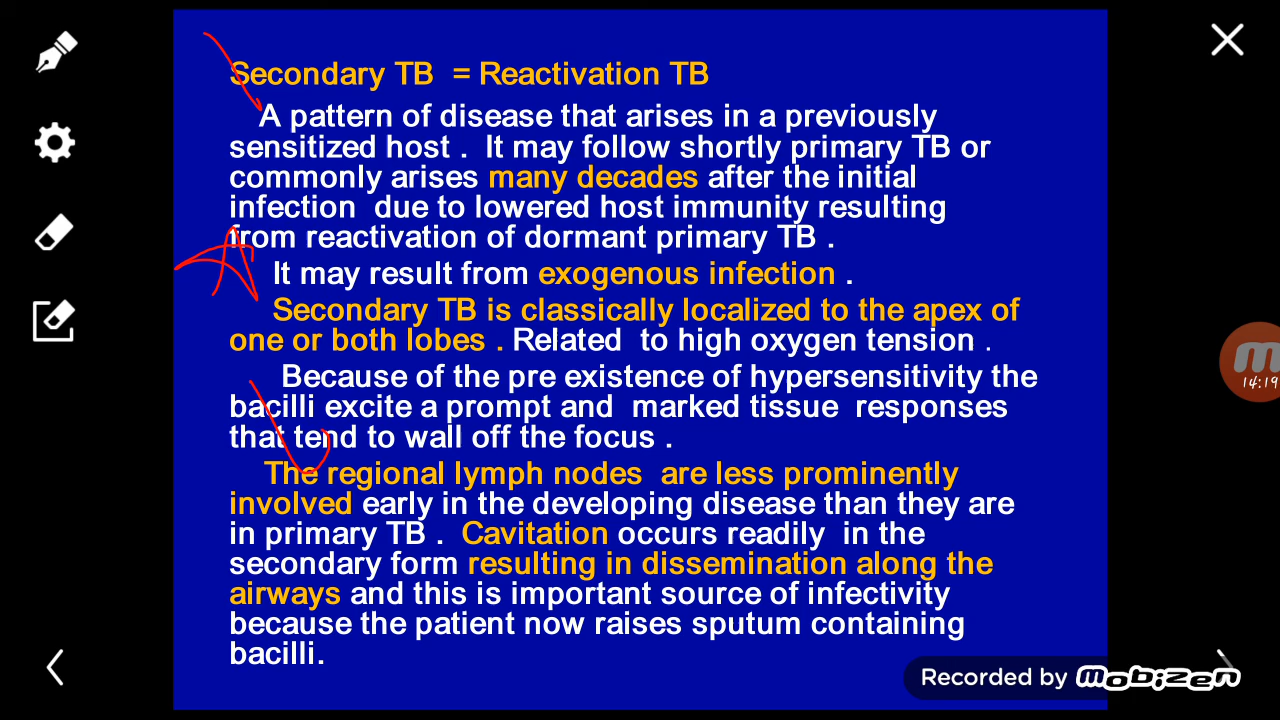 Secondary TB = Reactivation TB
A pattern of disease that arises in a previously
sensitized host . It may follow shortly primary TB or
commonly arises many decades after the initial
infection due to lowered host immunity resulting
from reactivation of dormant primary TB .
It may result from exogenous infection .
Secondary TB is classically localized to the apex of
one or both lobes . Related to high oxygen tension .
Because of the pre existence of hypersensitivity the
bacilli excite a prompt and marked tissue responses
that tend to wall off the focus .
The regional lymph nodes are less prominently
involved early in the developing disease than they are
in primary TB . Cavitation occurs readily in the
secondary form resulting in dissemination along the
airways and this is important source of infectivity
because the patient now raises sputum containing
bacilli.
14:19
Recorded by Mobizen